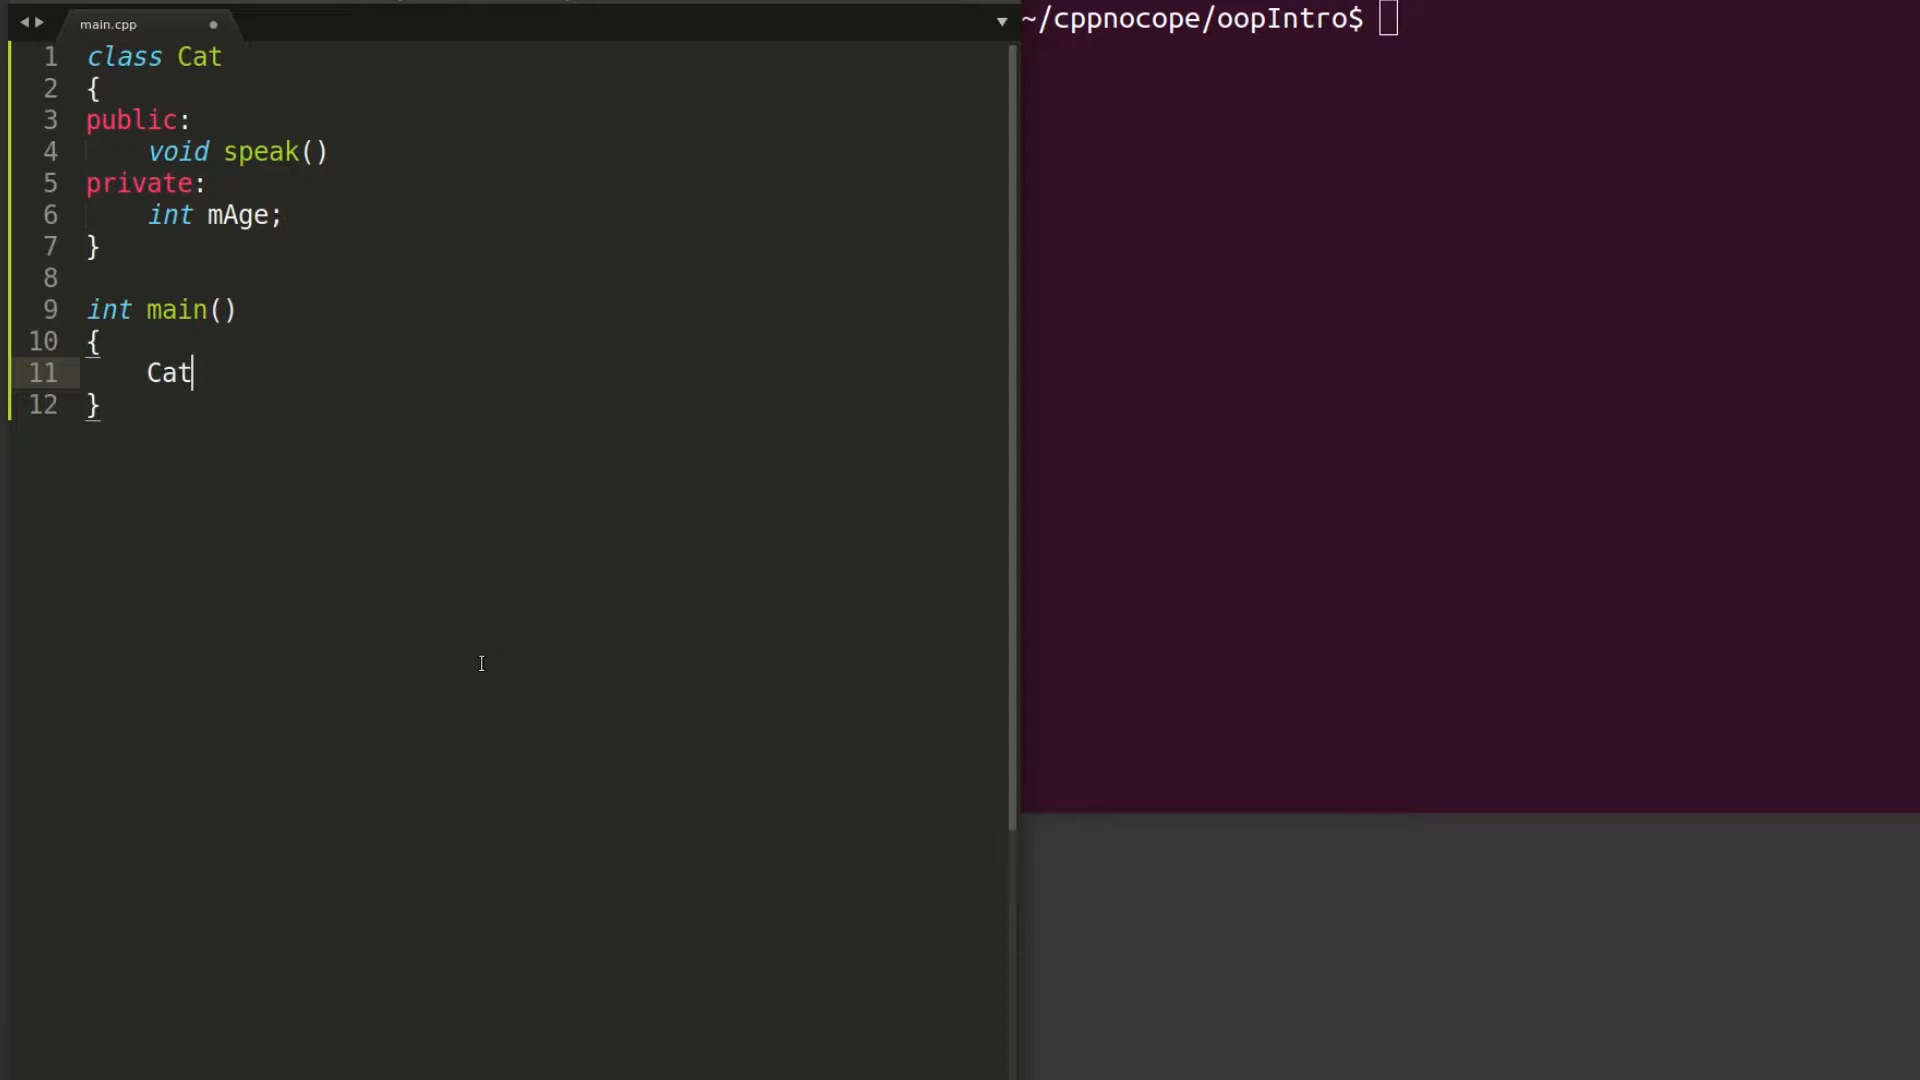 main.cpp
1 class Cat
2 {
3 public:
4     void speak()
5 private:
6     int mAge;
7 }
8
9 int main()
10 {
11     Cat
12 }
~/cppnocope/oopIntro$